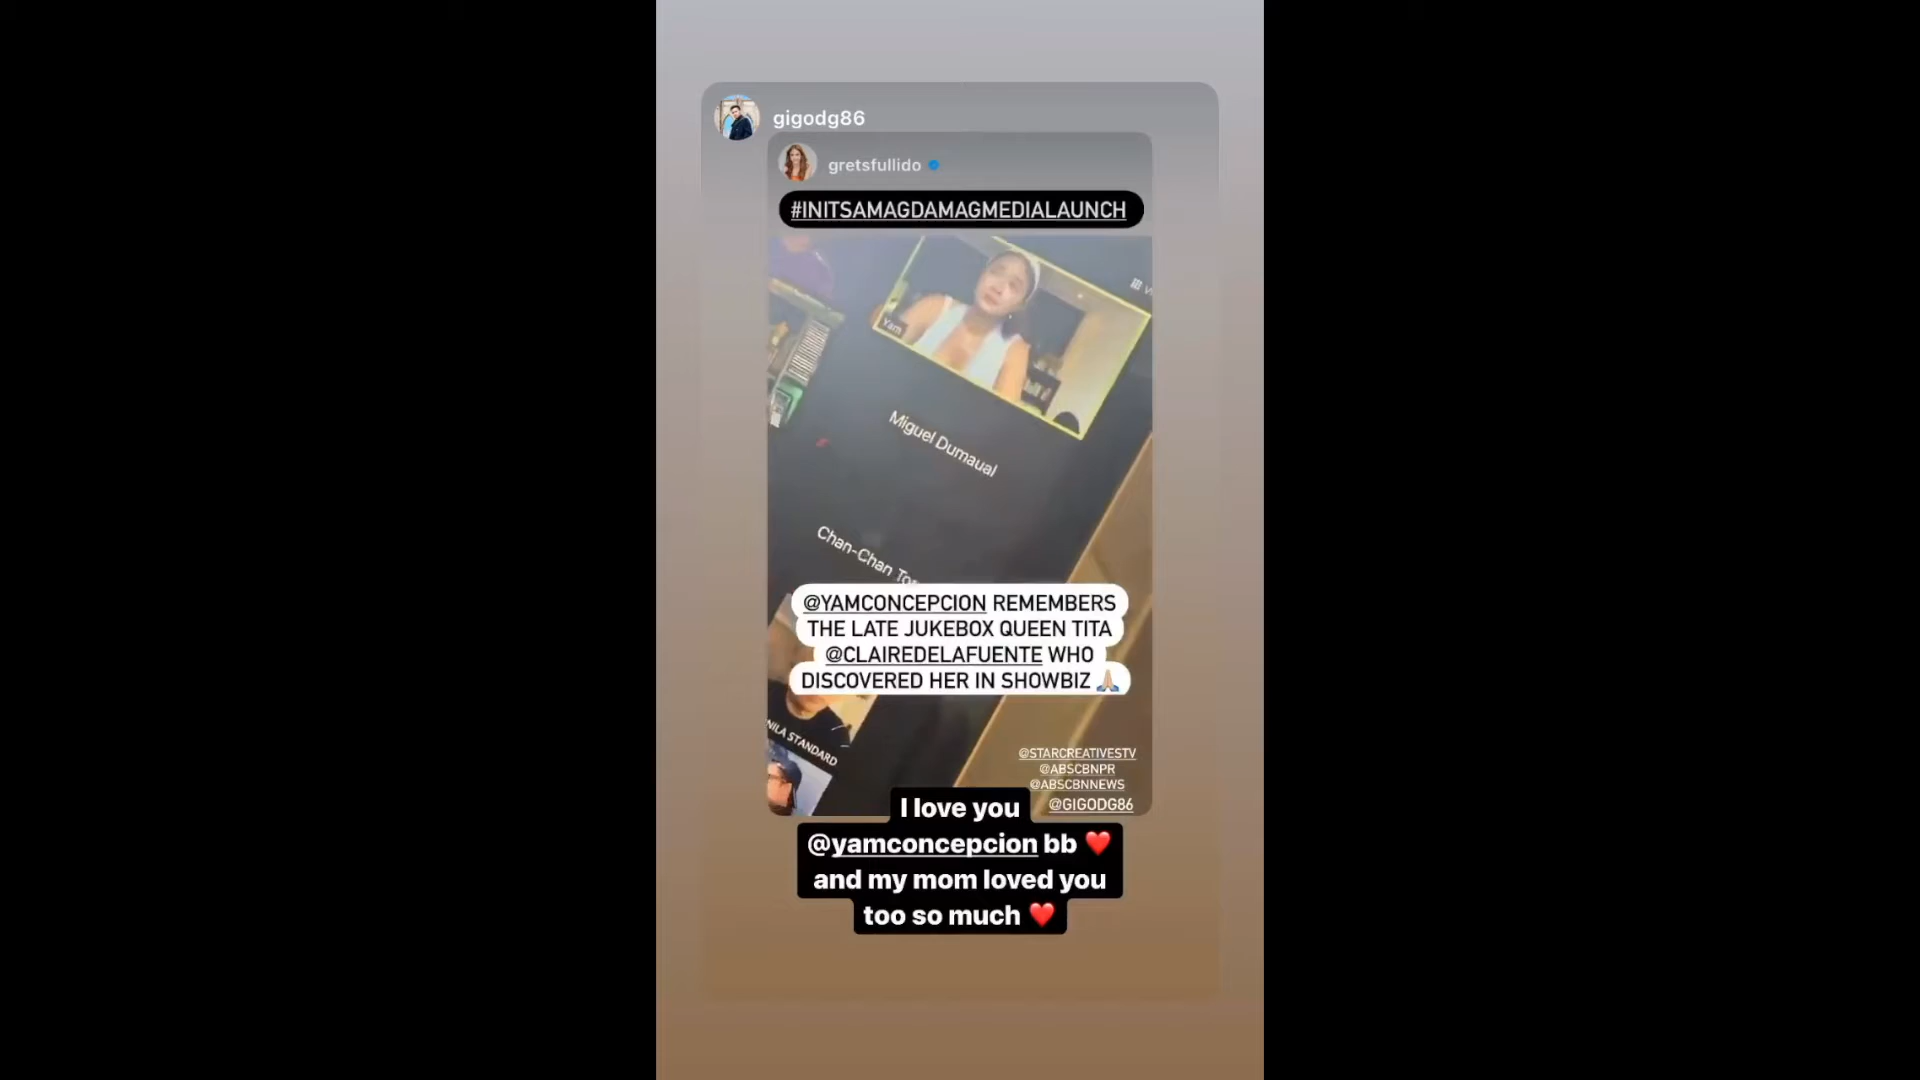 gigodg86
gretsfullido
#INITSAMAGDAMAGMEDIALAUNCH
Yam
Miguel Dumaual
Chan-Chan
@YAMCONCEPCION REMEMBERS
THE LATE JUKEBOX QUEEN TITA
@CLAIREDELAFUENTE WHO
DISCOVERED HER IN SHOWBIZ 🙏🏼
STANDARD
@STARCREATIVESTV
@ABSCBNPR
@ABSCBNNEWS
@GIGODG86
I love you
@yamconcepcion bb ❤️
and my mom loved you
too so much ❤️